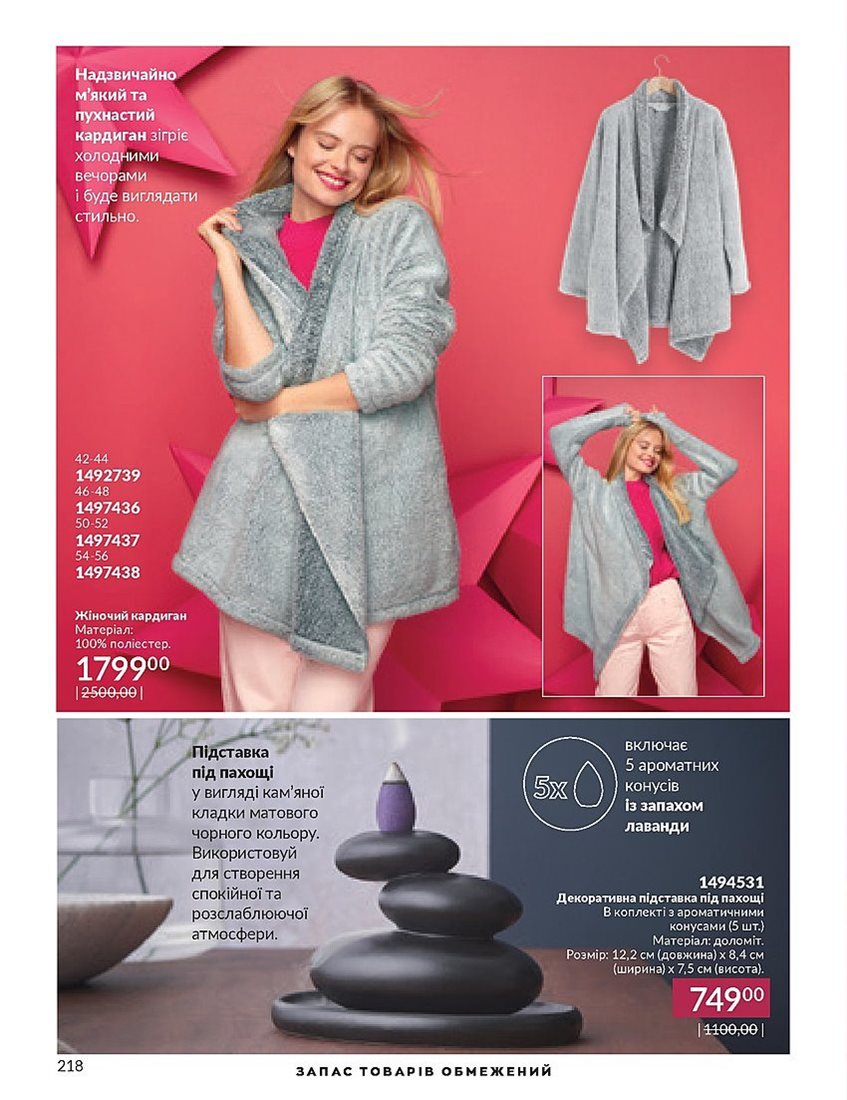 Надзвичайно
м'який та
пухнастий
кардиган зігріє
холодними
вечорами
і буде виглядати
стильно.
42-44
1492739
46-48
1497436
50-52
1497437
54-56
1497438
Жіночий кардиган
Матеріал:
100% поліестер.
179900
|2500,00|
Підставка
під пахощі
у вигляді кам'яної
кладки матового
чорного кольору.
Використовуй
для створення
спокійної та
розслаблюючої
атмосфери.
5x
включає
5 ароматних
конусів
із запахом
лаванди
1494531
Декоративна підставка під пахощі
В коплекті з ароматичними
конусами (5 шт.)
Матеріал: доломіт.
Розмір: 12,2 см (довжина) х 8,4 см
(ширина) х 7,5 см (висота).
74900
|1100,00|
218
ЗАПАС ТОВАРІВ ОБМЕЖЕНИЙ